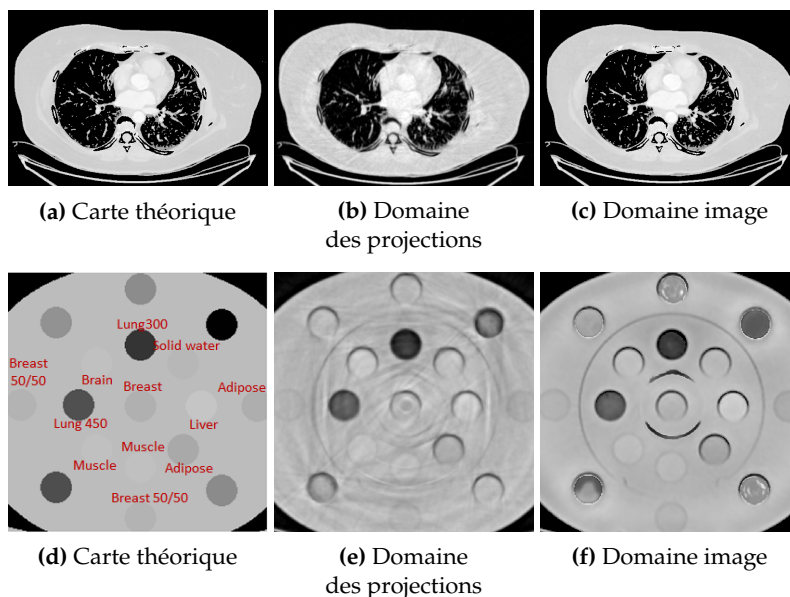 (a) Carte théorique
(b) Domaine
des projections
(c) Domaine image
Lung300
Solid water
Breast
50/50
Brain
Breast
Adipose
Lung 450
Liver
Muscle
Muscle
Adipose
Breast 50/50
(d) Carte théorique
(e) Domaine
des projections
(f) Domaine image